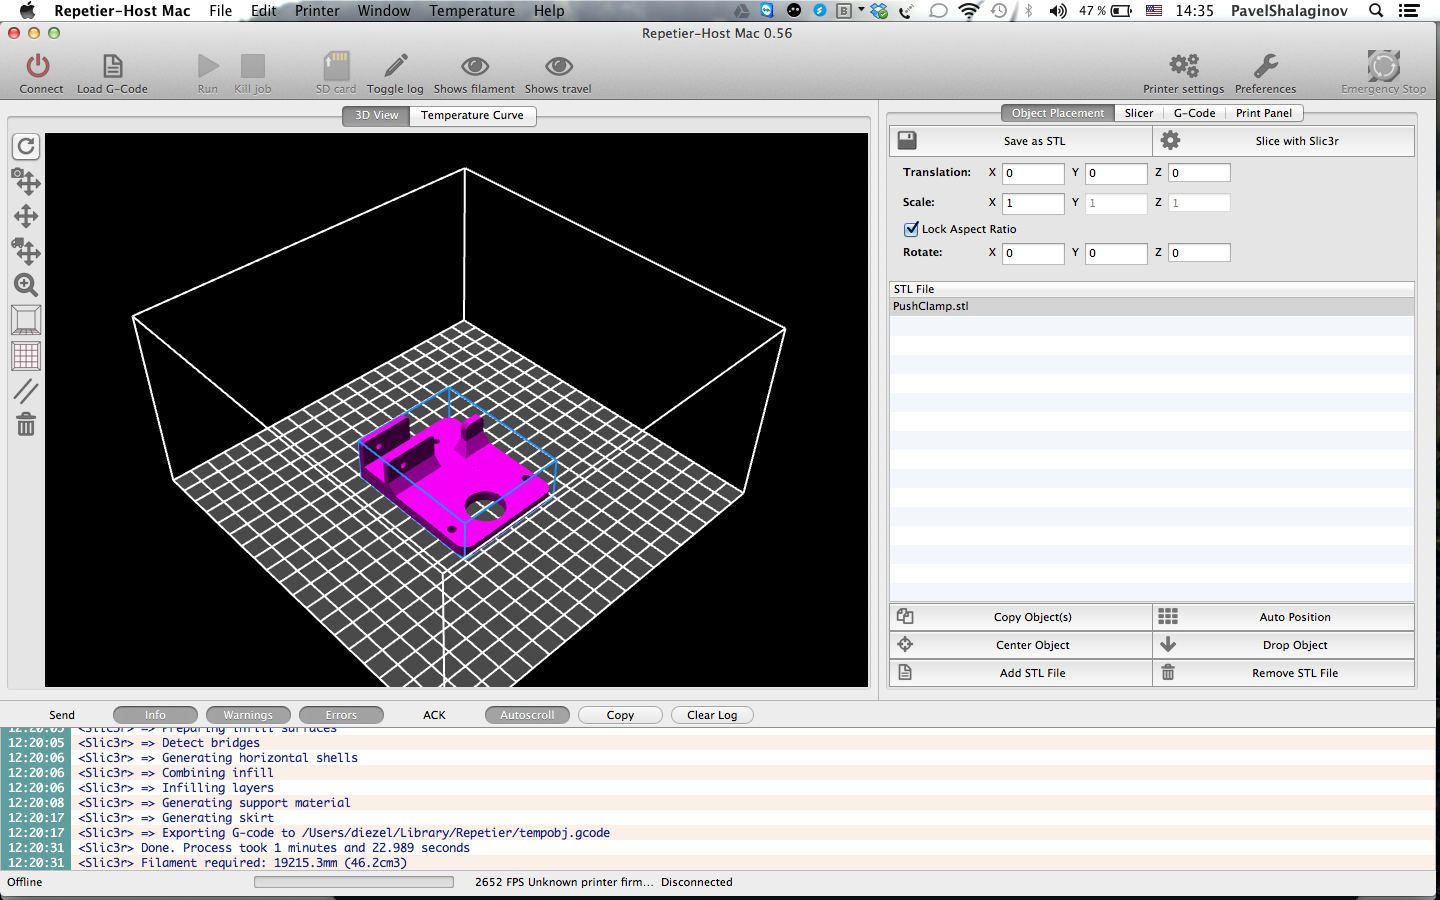 Repetier-Host Mac File Edit Printer Window Temperature Help 47 % 14:35 PavelShalaginov
Repetier-Host Mac 0.56
Connect Load G-Code Run Kill job SD card Toggle log Shows filament Shows travel Printer settings Preferences Emergency Stop
3D View Temperature Curve
Object Placement Slicer G-Code Print Panel
Save as STL Slice with Slic3r
Translation: X 0 Y 0 Z 0
Scale: X 1 Y 1 Z 1
Lock Aspect Ratio
Rotate: X 0 Y 0 Z 0
STL File
PushClamp.stl
Copy Object(s) Auto Position
Center Object Drop Object
Add STL File Remove STL File
Send Info Warnings Errors ACK Autoscroll Copy Clear Log
12:20:05 <Slic3r> => Preparing infill surfaces
12:20:05 <Slic3r> => Detect bridges
12:20:06 <Slic3r> => Generating horizontal shells
12:20:06 <Slic3r> => Combining infill
12:20:06 <Slic3r> => Infilling layers
12:20:08 <Slic3r> => Generating support material
12:20:17 <Slic3r> => Generating skirt
12:20:17 <Slic3r> => Exporting G-code to /Users/diezel/Library/Repetier/tempobj.gcode
12:20:31 <Slic3r> Done. Process took 1 minutes and 22.989 seconds
12:20:31 <Slic3r> Filament required: 19215.3mm (46.2cm3)
Offline 2652 FPS Unknown printer firm... Disconnected